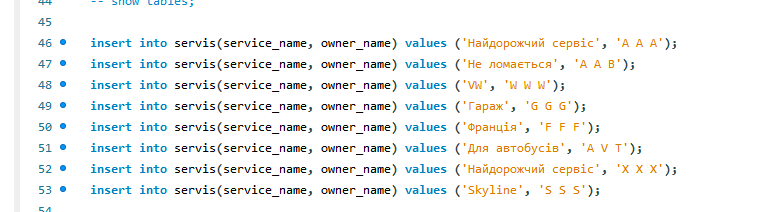 44 -- show tables;
45
46 insert into servis(service_name, owner_name) values ('Найдорожчий сервіс', 'A A A');
47 insert into servis(service_name, owner_name) values ('Не ломається', 'A A B');
48 insert into servis(service_name, owner_name) values ('VW', 'W W W');
49 insert into servis(service_name, owner_name) values ('Гараж', 'G G G');
50 insert into servis(service_name, owner_name) values ('Франція', 'F F F');
51 insert into servis(service_name, owner_name) values ('Для автобусів', 'A V T');
52 insert into servis(service_name, owner_name) values ('Найдорожчий сервіс', 'X X X');
53 insert into servis(service_name, owner_name) values ('Skyline', 'S S S');
54